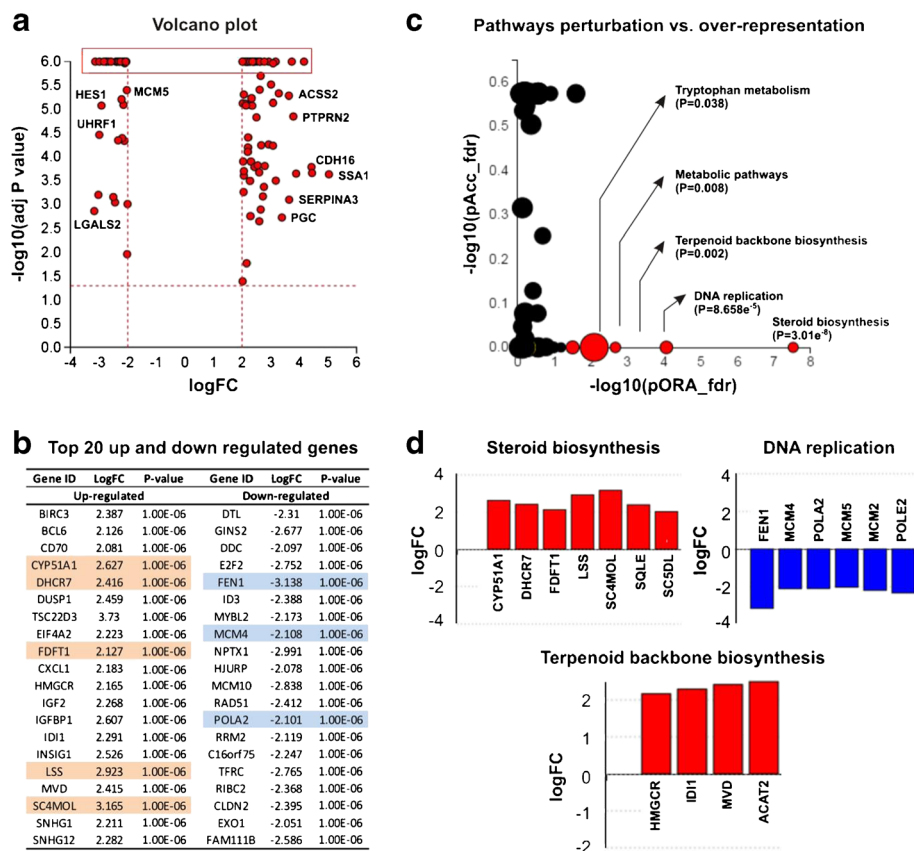 a
Volcano plot
-log10(adj P value)
6.0
5.5
5.0
4.5
4.0
3.5
3.0
2.5
2.0
1.5
1.0
0.5
0.0
HES1
MCM5
UHRF1
LGALS2
ACSS2
PTPRN2
CDH16
SSA1
SERPINA3
PGC
-4 -3 -2 -1 0 1 2 3 4 5 6
logFC
c
Pathways perturbation vs. over-representation
-log10(pAcc_fdr)
0.6
0.5
0.4
0.3
0.2
0.1
0.0
Tryptophan metabolism
(P=0.038)
Metabolic pathways
(P=0.008)
Terpenoid backbone biosynthesis
(P=0.002)
DNA replication
(P=8.658e-5)
Steroid biosynthesis
(P=3.01e-8)
0 1 2 3 4 5 6 7 8
-log10(pORA_fdr)
b
Top 20 up and down regulated genes
Gene ID LogFC P-value Gene ID LogFC P-value
Up-regulated Down-regulated
BIRC3 2.387 1.00E-06 DTL -2.31 1.00E-06
BCL6 2.126 1.00E-06 GINS2 -2.677 1.00E-06
CD70 2.081 1.00E-06 DDC -2.097 1.00E-06
CYP51A1 2.627 1.00E-06 E2F2 -2.752 1.00E-06
DHCR7 2.416 1.00E-06 FEN1 -3.138 1.00E-06
DUSP1 2.459 1.00E-06 ID3 -2.388 1.00E-06
TSC22D3 3.73 1.00E-06 MYBL2 -2.173 1.00E-06
EIF4A2 2.223 1.00E-06 MCM4 -2.108 1.00E-06
FDFT1 2.127 1.00E-06 NPTX1 -2.991 1.00E-06
CXCL1 2.183 1.00E-06 HJURP -2.078 1.00E-06
HMGCR 2.165 1.00E-06 MCM10 -2.838 1.00E-06
IGF2 2.268 1.00E-06 RAD51 -2.412 1.00E-06
IGFBP1 2.607 1.00E-06 POLA2 -2.101 1.00E-06
IDI1 2.291 1.00E-06 RRM2 -2.119 1.00E-06
INSIG1 2.526 1.00E-06 C16orf75 -2.247 1.00E-06
LSS 2.923 1.00E-06 TFRC -2.765 1.00E-06
MVD 2.415 1.00E-06 RIBC2 -2.368 1.00E-06
SC4MOL 3.165 1.00E-06 CLDN2 -2.395 1.00E-06
SNHG1 2.211 1.00E-06 EXO1 -2.051 1.00E-06
SNHG12 2.282 1.00E-06 FAM111B -2.586 1.00E-06
d
Steroid biosynthesis
logFC
4
2
0
-2
-4
CYP51A1
DHCR7
FDFT1
LSS
SC4MOL
SQLE
SC5DL
DNA replication
logFC
4
2
0
-2
-4
FEN1
MCM4
POLA2
MCM5
MCM2
POLE2
Terpenoid backbone biosynthesis
logFC
2
1
0
-1
-2
HMGCR
IDI1
MVD
ACAT2